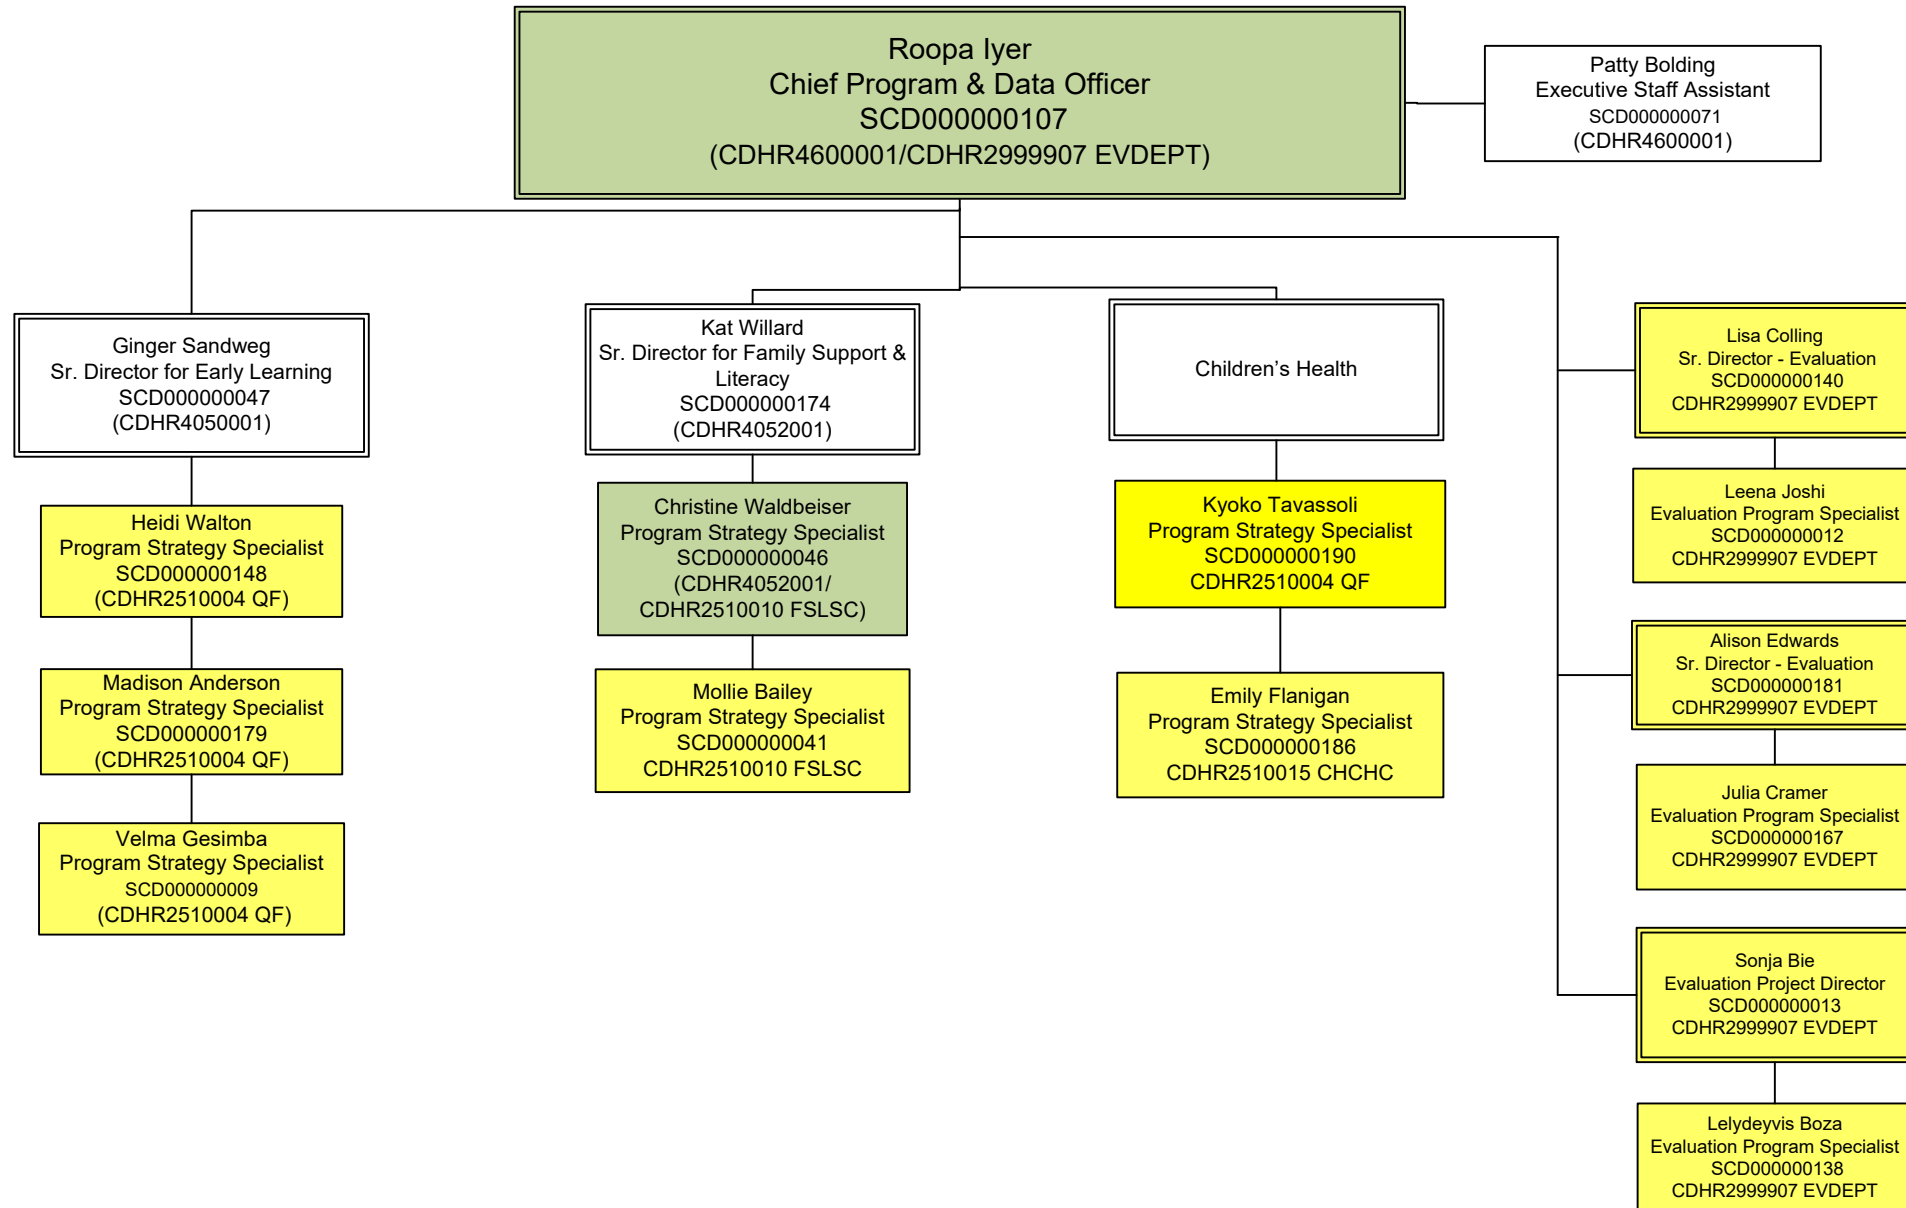 Roopa Iyer
Chief Program & Data Officer
SCD000000107
(CDHR4600001/CDHR2999907 EVDEPT)
Patty Bolding
Executive Staff Assistant
SCD000000071
(CDHR4600001)
Ginger Sandweg
Sr. Director for Early Learning
SCD000000047
(CDHR4050001)
Heidi Walton
Program Strategy Specialist
SCD000000148
(CDHR2510004 QF)
Madison Anderson
Program Strategy Specialist
SCD000000179
(CDHR2510004 QF)
Velma Gesimba
Program Strategy Specialist
SCD000000009
(CDHR2510004 QF)
Kat Willard
Sr. Director for Family Support &
Literacy
SCD000000174
(CDHR4052001)
Christine Waldbeiser
Program Strategy Specialist
SCD000000046
(CDHR4052001/
CDHR2510010 FSLSC)
Mollie Bailey
Program Strategy Specialist
SCD000000041
CDHR2510010 FSLSC
Children’s Health
Kyoko Tavassoli
Program Strategy Specialist
SCD000000190
CDHR2510004 QF
Emily Flanigan
Program Strategy Specialist
SCD000000186
CDHR2510015 CHCHC
Lisa Colling
Sr. Director - Evaluation
SCD000000140
CDHR2999907 EVDEPT
Leena Joshi
Evaluation Program Specialist
SCD000000012
CDHR2999907 EVDEPT
Alison Edwards
Sr. Director - Evaluation
SCD000000181
CDHR2999907 EVDEPT
Julia Cramer
Evaluation Program Specialist
SCD000000167
CDHR2999907 EVDEPT
Sonja Bie
Evaluation Project Director
SCD000000013
CDHR2999907 EVDEPT
Lelydeyvis Boza
Evaluation Program Specialist
SCD000000138
CDHR2999907 EVDEPT